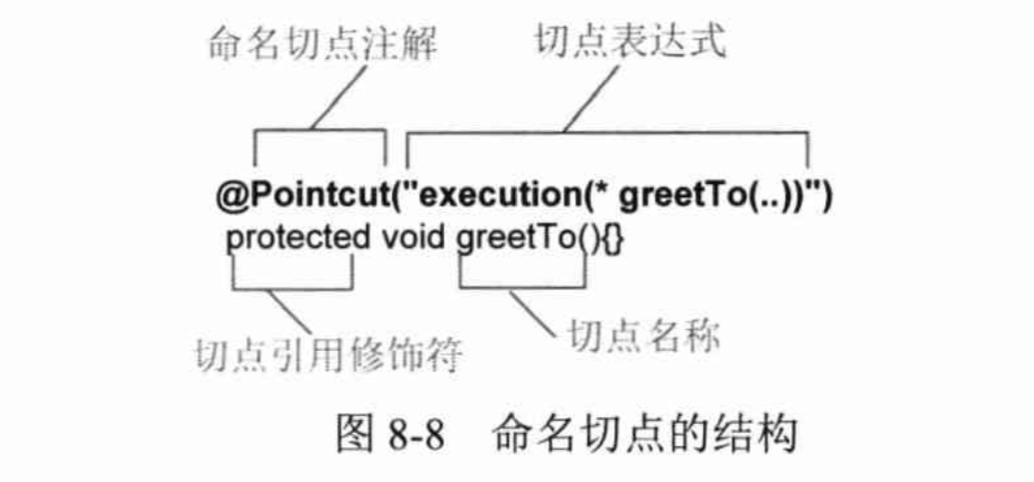 命名切点注解 切点表达式
@Pointcut("execution(* greetTo(..))")
protected void greetTo(){}
切点引用修饰符 切点名称
图 8-8 命名切点的结构